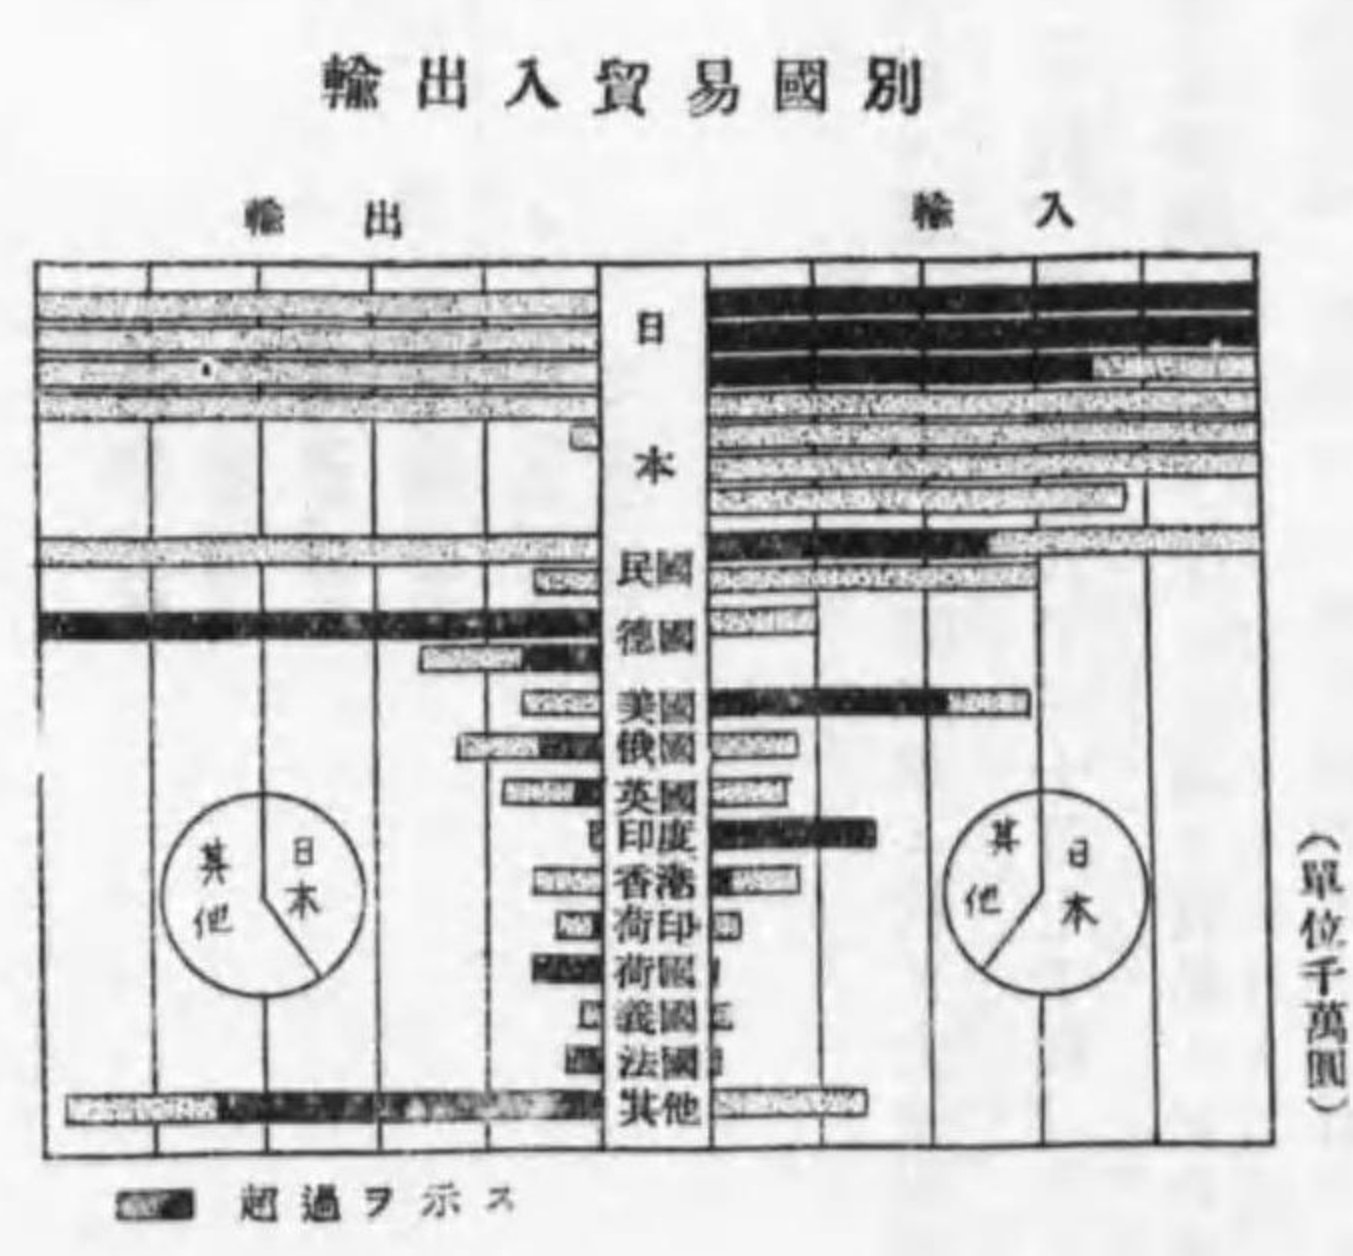 輸出入貿易國別
輸出
輸入
日本
民國
德國
美國
俄國
英國
印度
香港
荷印
荷國
義國
法國
其他
其他
日本
其他
日本
(單位千萬圓)
超過ヲ示ス